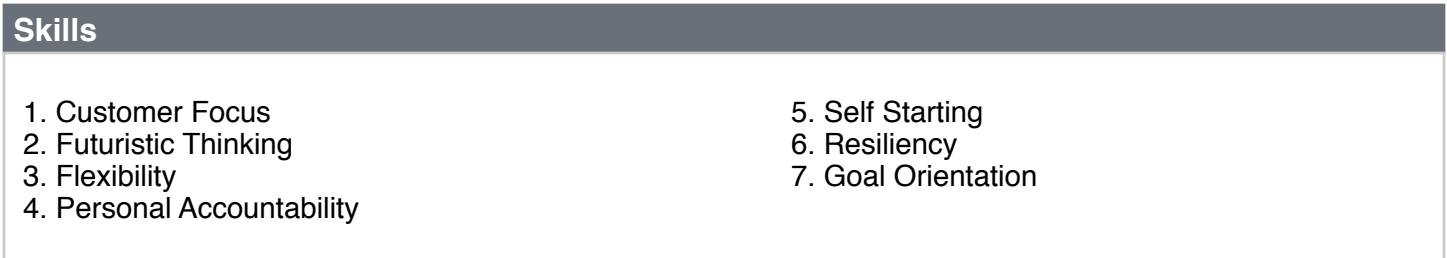 Skills
1. Customer Focus
2. Futuristic Thinking
3. Flexibility
4. Personal Accountability
5. Self Starting
6. Resiliency
7. Goal Orientation